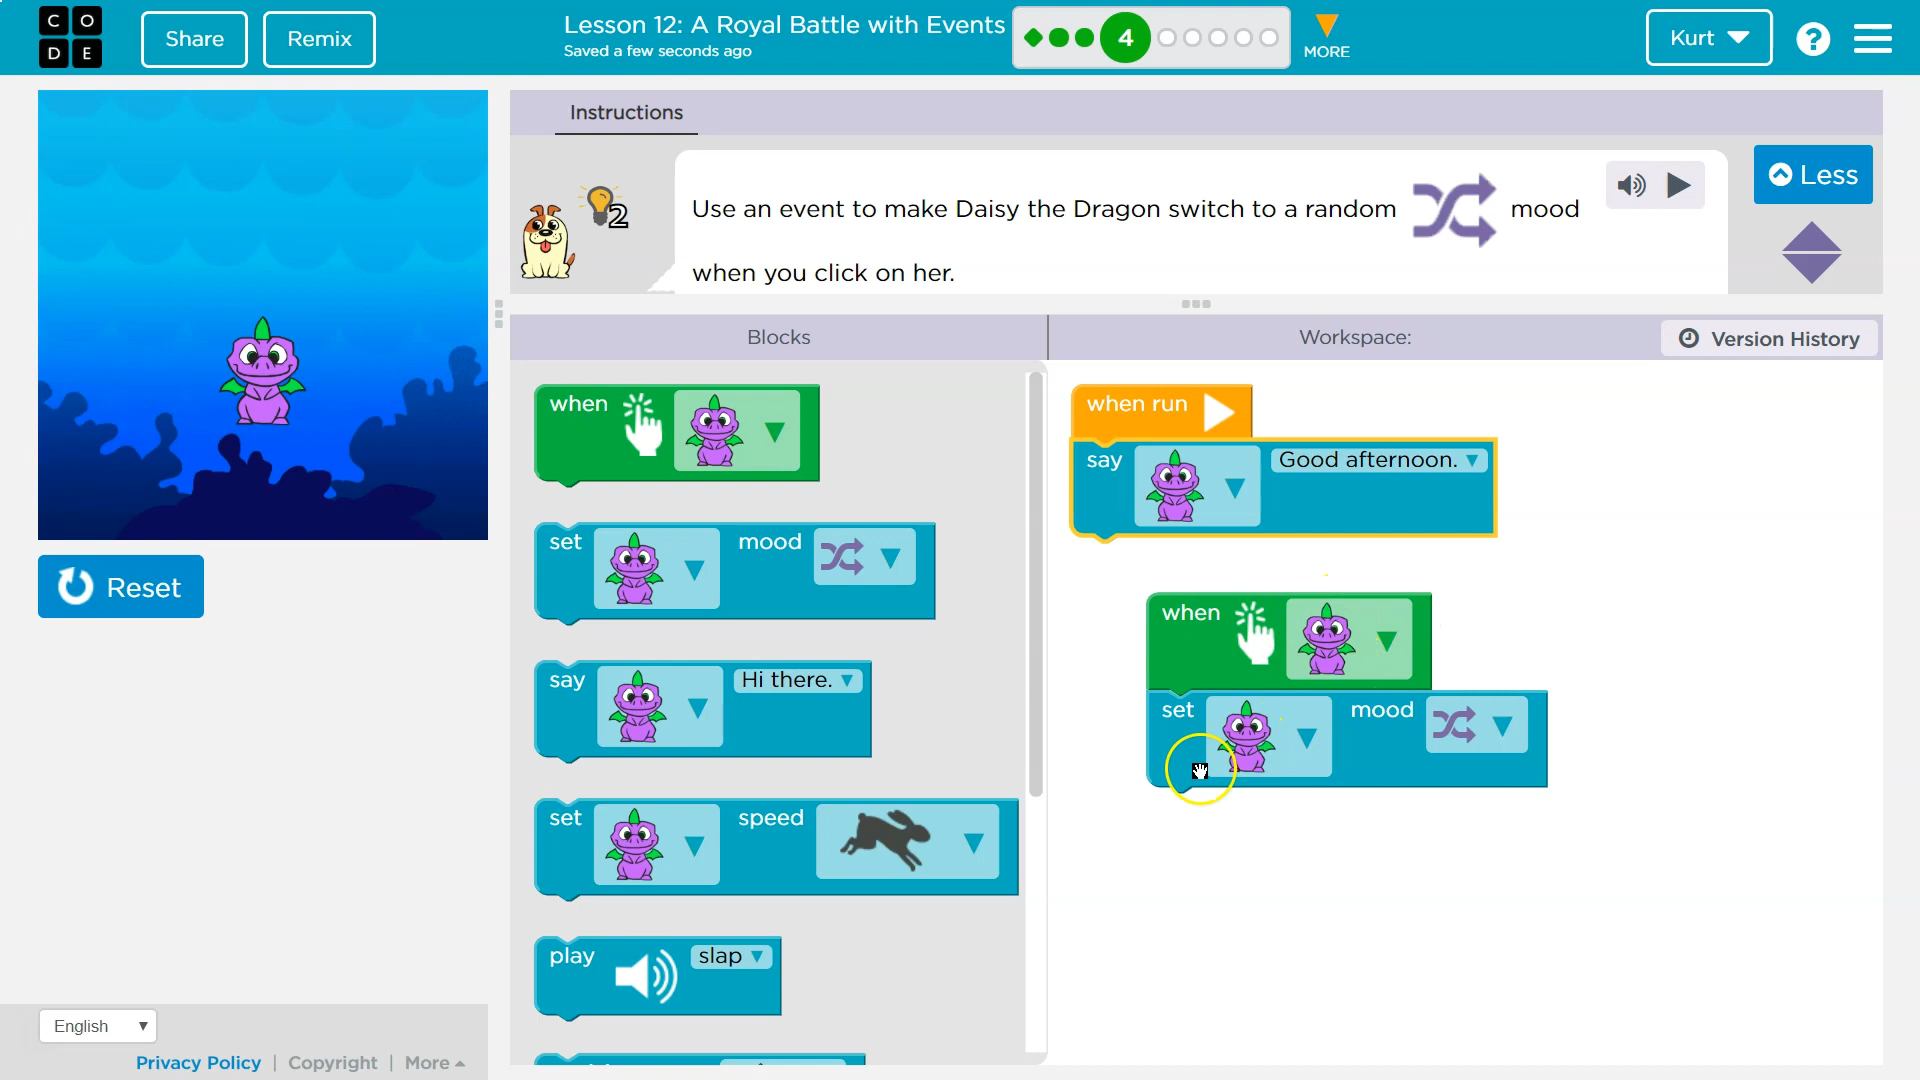 C O
D E
Share
Remix
Lesson 12: A Royal Battle with Events
Saved a few seconds ago
4
MORE
Kurt
?
Instructions
2
Use an event to make Daisy the Dragon switch to a random mood
when you click on her.
Less
Blocks
Workspace:
Version History
when
set mood
say Hi there.
set speed
play slap
when run
say Good afternoon.
when
set mood
Reset
English
Privacy Policy | Copyright | More